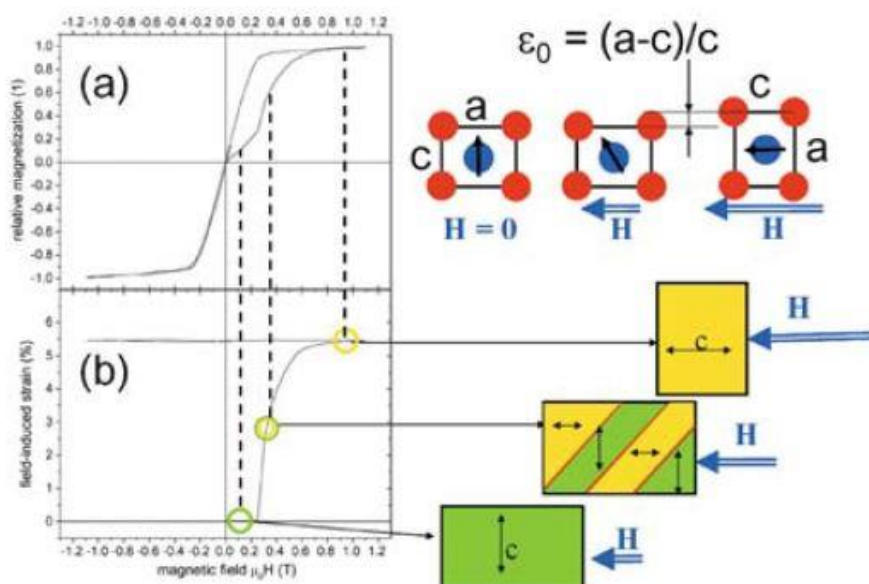 -1.2 -1.0 -0.8 -0.6 -0.4 -0.2 0.0 0.2 0.4 0.6 0.8 1.0 1.2
(a)
relative magnetization (1)
1.0
0.8
0.6
0.4
0.2
0.0
-0.2
-0.4
-0.6
-0.8
-1.0
ε₀ = (a-c)/c
a
c
c
a
H = 0
H
H
(b)
field-induced strain (%)
6
5
4
3
2
1
0
-1.2 -1.0 -0.8 -0.6 -0.4 -0.2 0.0 0.2 0.4 0.6 0.8 1.0 1.2
magnetic field μ₀H (T)
c
H
H
c
H